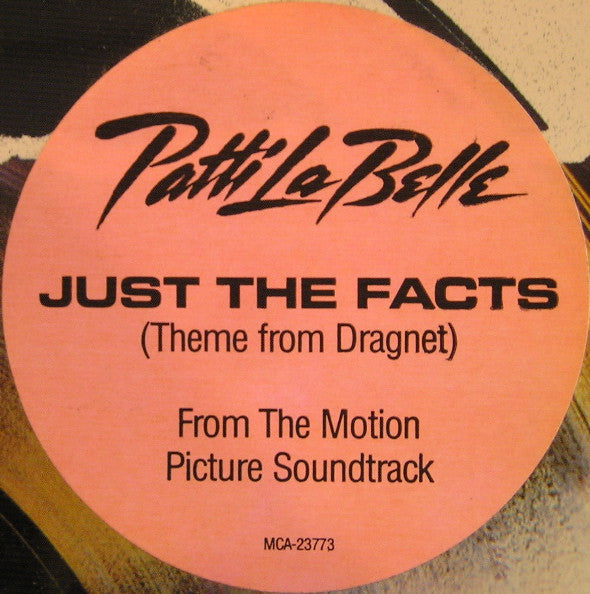 Patti LaBelle
JUST THE FACTS
(Theme from Dragnet)
From The Motion
Picture Soundtrack
MCA-23773